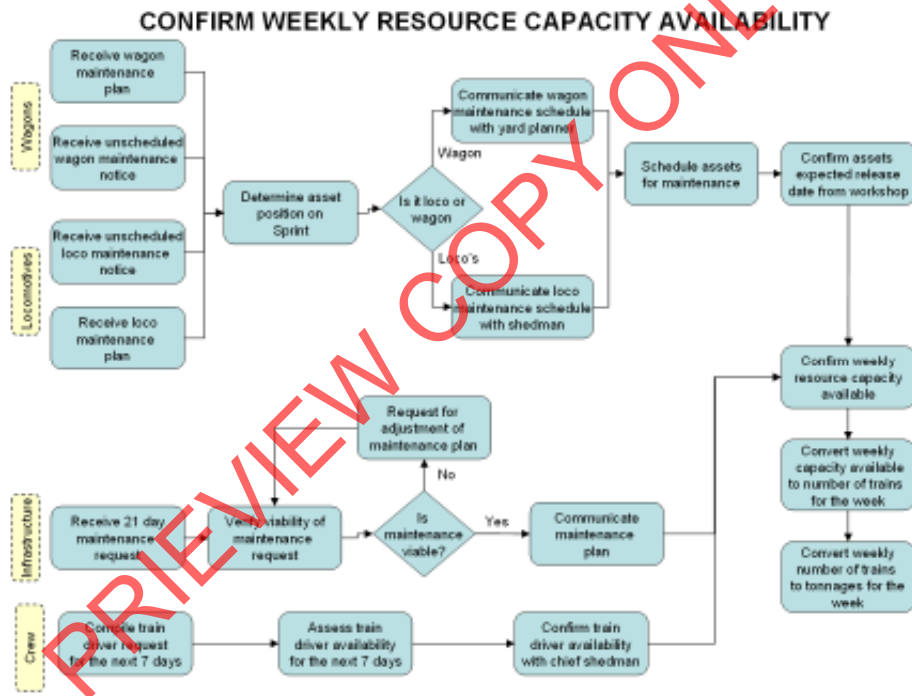 CONFIRM WEEKLY RESOURCE CAPACITY AVAILABILITY
Wagons
Receive wagon
maintenance
plan
Receive unscheduled
wagon maintenance
notice
Locomotives
Receive unscheduled
loco maintenance
notice
Receive loco
maintenance
plan
Determine asset
position on
Sprint
Is it loco or
wagon
Wagon
Communicate wagon
maintenance schedule
with yard planner
Loco's
Communicate loco
maintenance schedule
with shedman
Schedule assets
for maintenance
Confirm assets
expected release
date from workshop
Confirm weekly
resource capacity
available
Convert weekly
capacity available
to number of trains
for the week
Convert weekly
number of trains
to tonnages for the
week
Infrastructure
Receive 21 day
maintenance
request
Verify viability of
maintenance
request
Request for
adjustment of
maintenance plan
No
Is
maintenance
viable?
Yes
Communicate
maintenance
plan
Crew
Compile train
driver request
for the next 7 days
Assess train
driver availability
for the next 7 days
Confirm train
driver availability
with chief shedman
PRIEVIEW COPY ONL